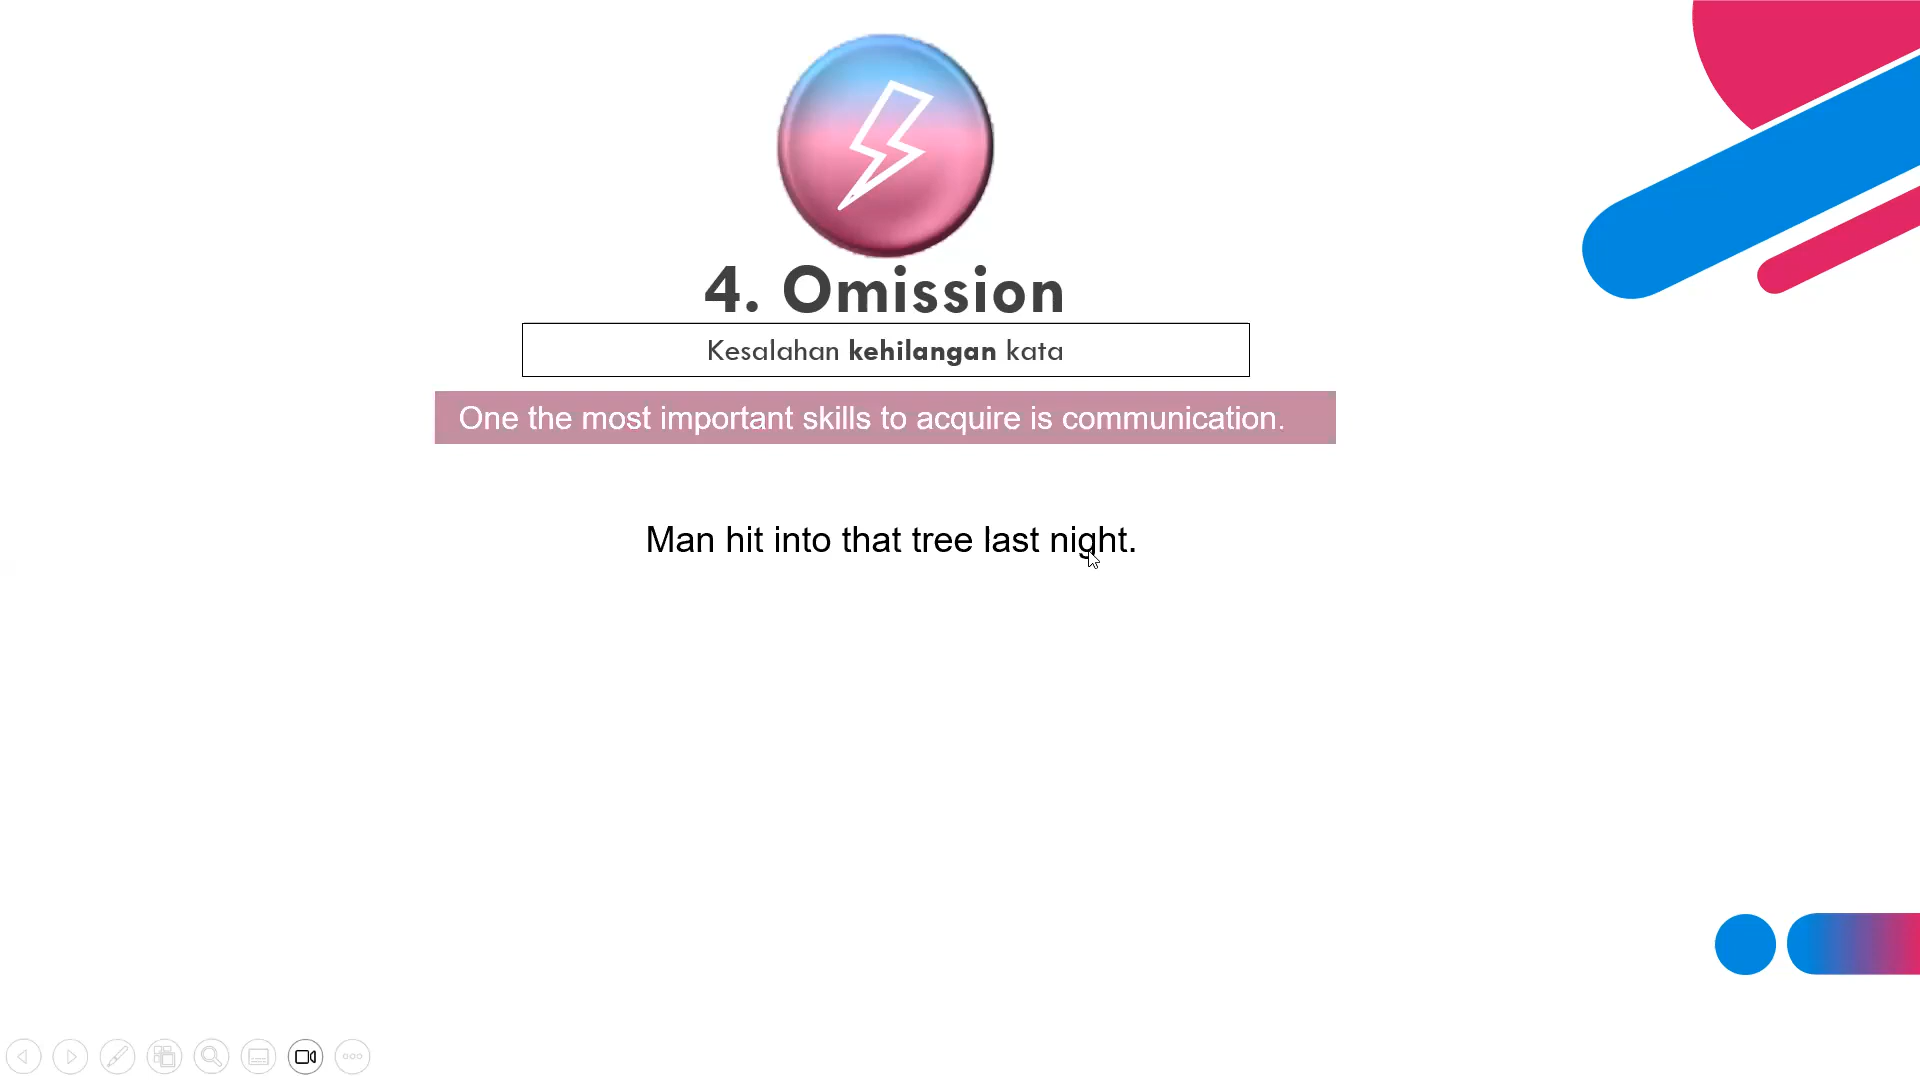 4. Omission
Kesalahan kehilangan kata
One the most important skills to acquire is communication.
Man hit into that tree last night.